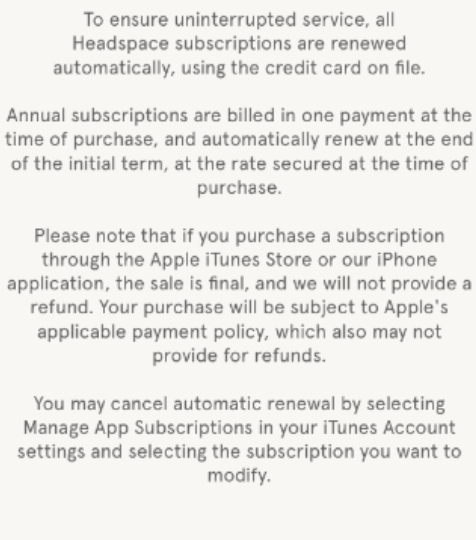 To ensure uninterrupted service, all
Headspace subscriptions are renewed
automatically, using the credit card on file.
Annual subscriptions are billed in one payment at the
time of purchase, and automatically renew at the end
of the initial term, at the rate secured at the time of
purchase.
Please note that if you purchase a subscription
through the Apple iTunes Store or our iPhone
application, the sale is final, and we will not provide a
refund. Your purchase will be subject to Apple's
applicable payment policy, which also may not
provide for refunds.
You may cancel automatic renewal by selecting
Manage App Subscriptions in your iTunes Account
settings and selecting the subscription you want to
modify.